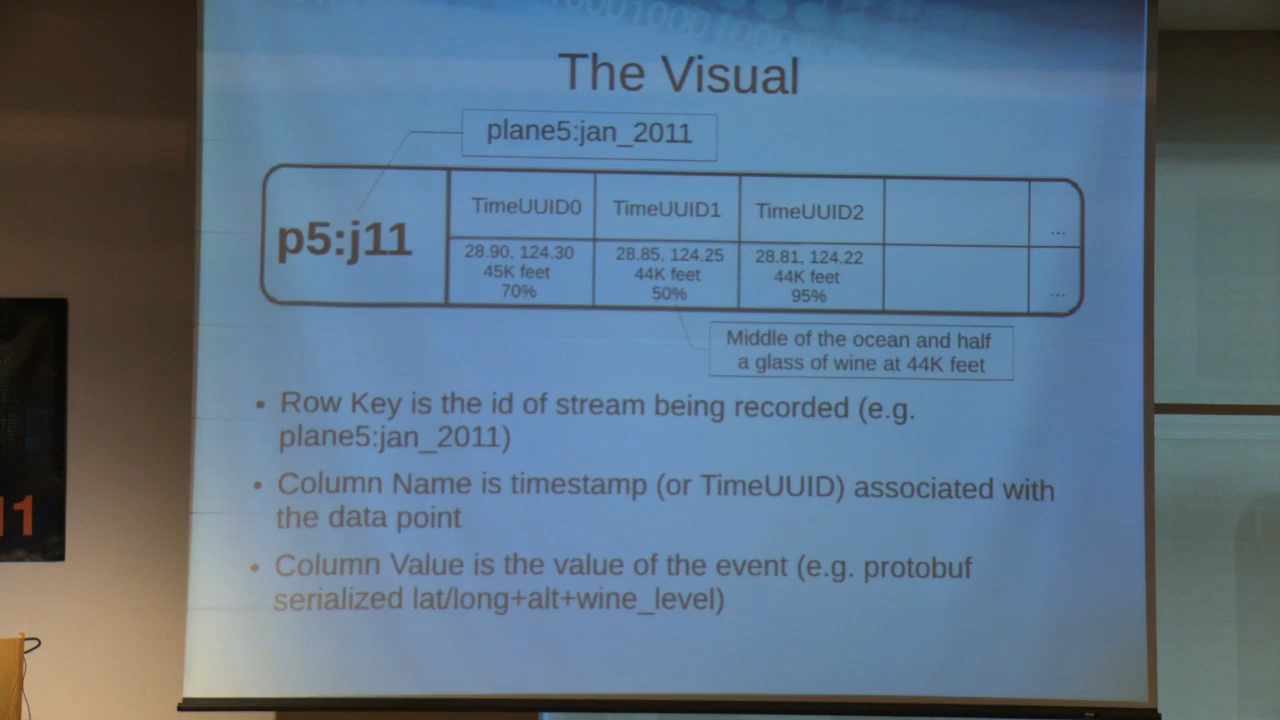 The Visual
plane5:jan_2011
p5:j11
TimeUUID0
TimeUUID1
TimeUUID2
...
28.90, 124.30
45K feet
70%
28.85, 124.25
44K feet
50%
28.81, 124.22
44K feet
95%
...
Middle of the ocean and half
a glass of wine at 44K feet
• Row Key is the id of stream being recorded (e.g.
plane5:jan_2011)
• Column Name is timestamp (or TimeUUID) associated with
the data point
• Column Value is the value of the event (e.g. protobuf
serialized lat/long+alt+wine_level)
11